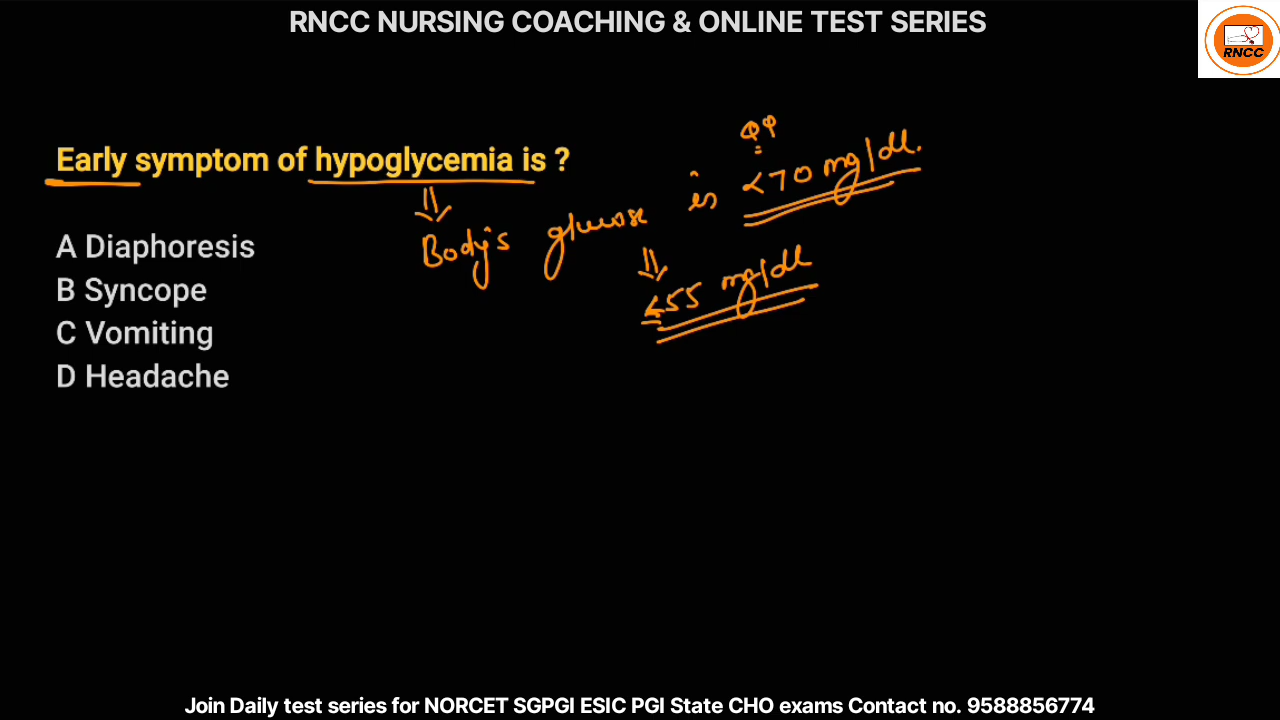 RNCC NURSING COACHING & ONLINE TEST SERIES
RNCC
Early symptom of hypoglycemia is ?
Body's glucose is <70 mg/dl.
<55 mg/dl
A Diaphoresis
B Syncope
C Vomiting
D Headache
Join Daily test series for NORCET SGPGI ESIC PGI State CHO exams Contact no. 9588856774